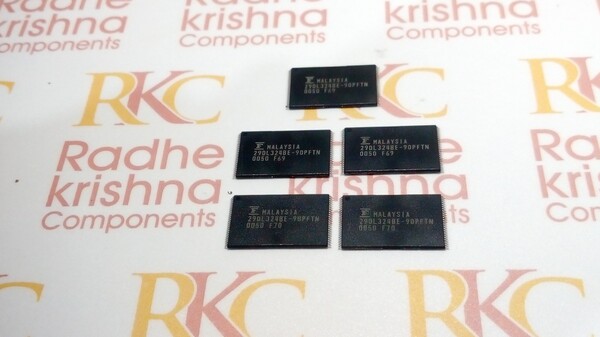 Radhe
krishna
Components
Radhe
krishna
Components
RKC
RKC
RKC
MALAYSIA
29DL324BE-90PFTN
0050 F69
MALAYSIA
29DL324BE-90PFTN
0050 F69
MALAYSIA
29DL324BE-90PFTN
0050 F69
Radhe
krishna
Components
Radhe
krishna
Components
MALAYSIA
29DL324BE-90PFTN
0050 F70
MALAYSIA
29DL324BE-90PFTN
0050 F70
RKC
RKC